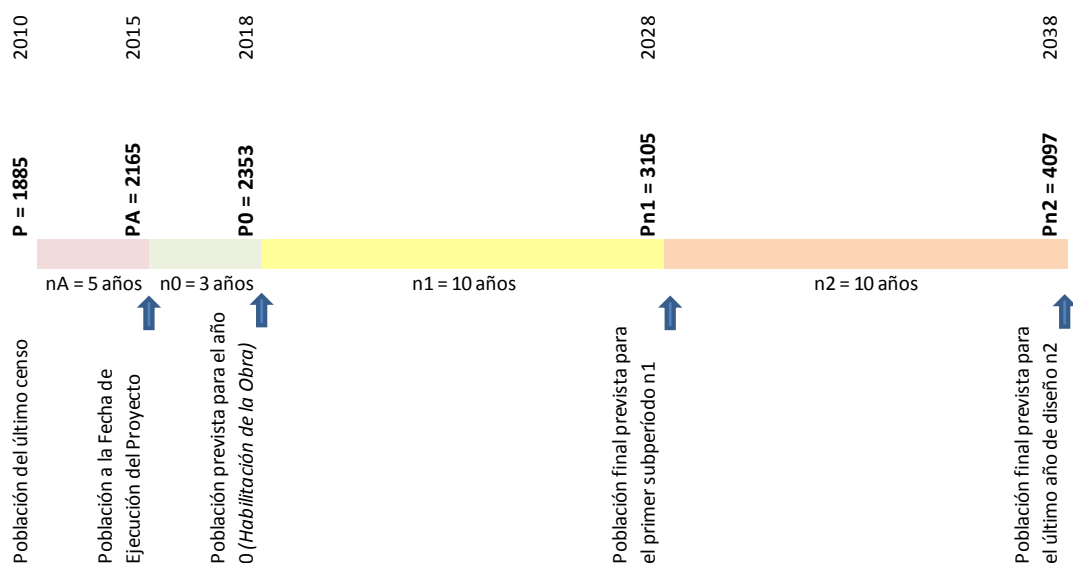 2010
2015
2018
2028
2038
P = 1885
PA = 2165
P0 = 2353
Pn1 = 3105
Pn2 = 4097
nA = 5 años
n0 = 3 años
n1 = 10 años
n2 = 10 años
Población del último censo
Población a la Fecha de
Ejecución del Proyecto
Población prevista para el año
0 (Habilitación de la Obra)
Población final prevista para
el primer subperíodo n1
Población final prevista para
el último año de diseño n2